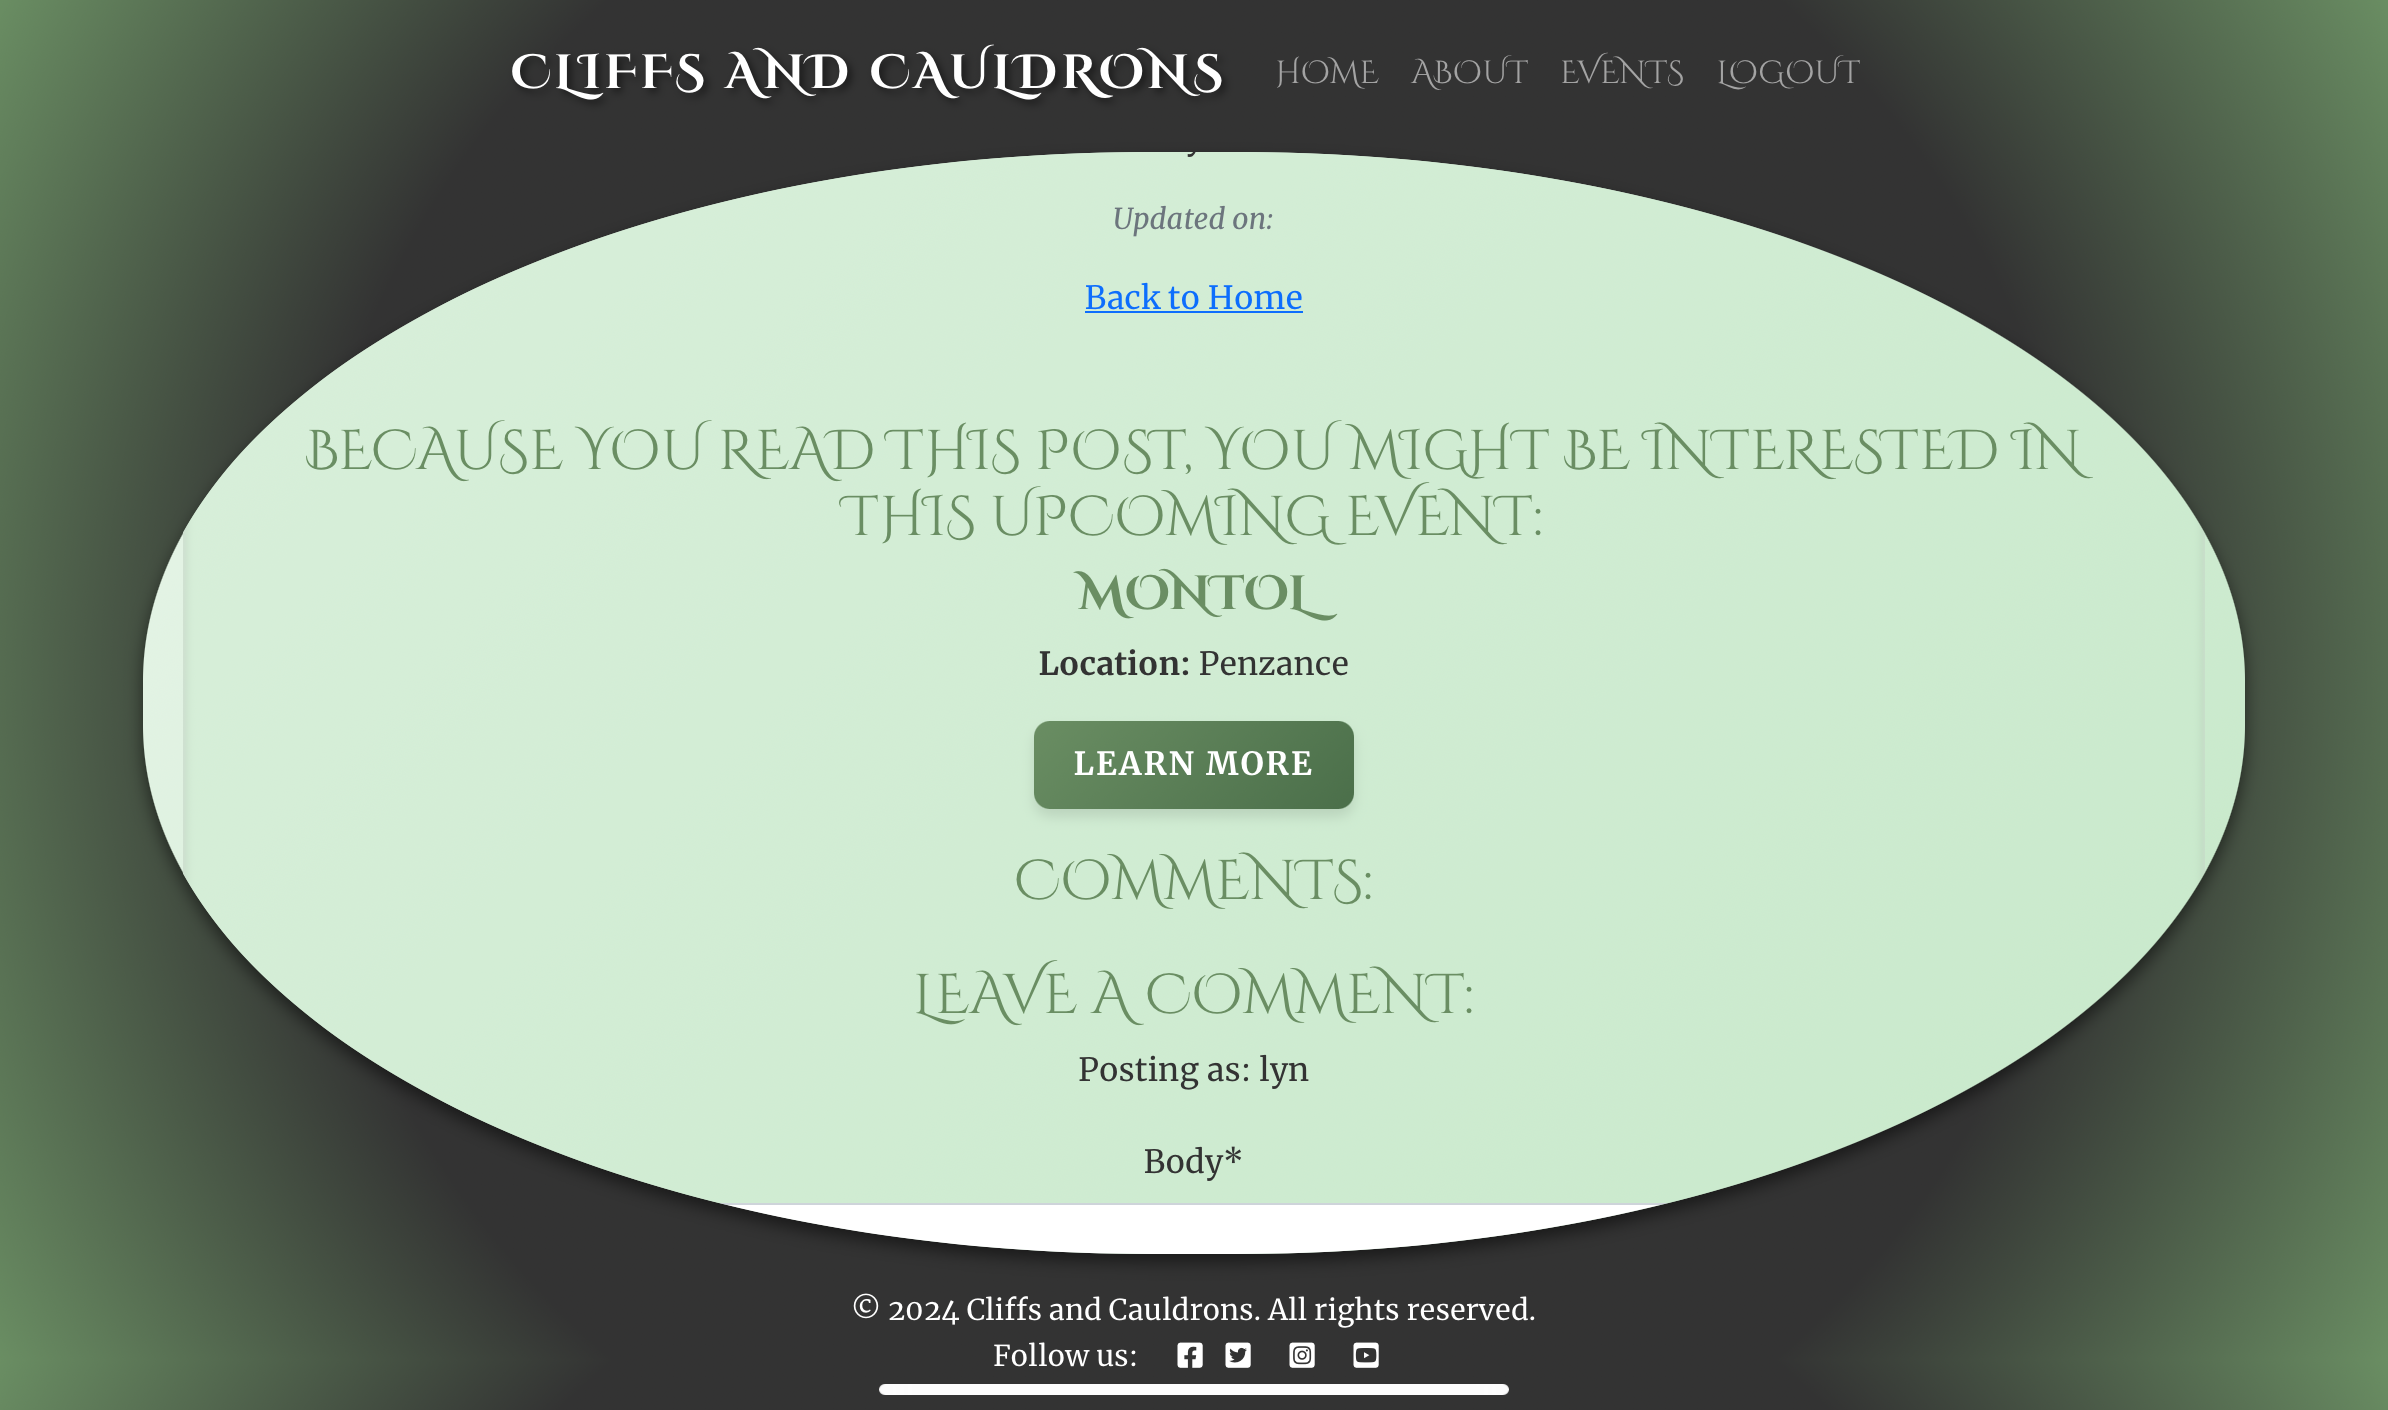 CLIFFS AND CAULDRONS HOME ABOUT EVENTS LOGOUT
Updated on:
Back to Home
BECAUSE YOU READ THIS POST, YOU MIGHT BE INTERESTED IN
THIS UPCOMING EVENT:
MONTOL
Location: Penzance
LEARN MORE
COMMENTS:
LEAVE A COMMENT:
Posting as: lyn
Body*
© 2024 Cliffs and Cauldrons. All rights reserved.
Follow us: